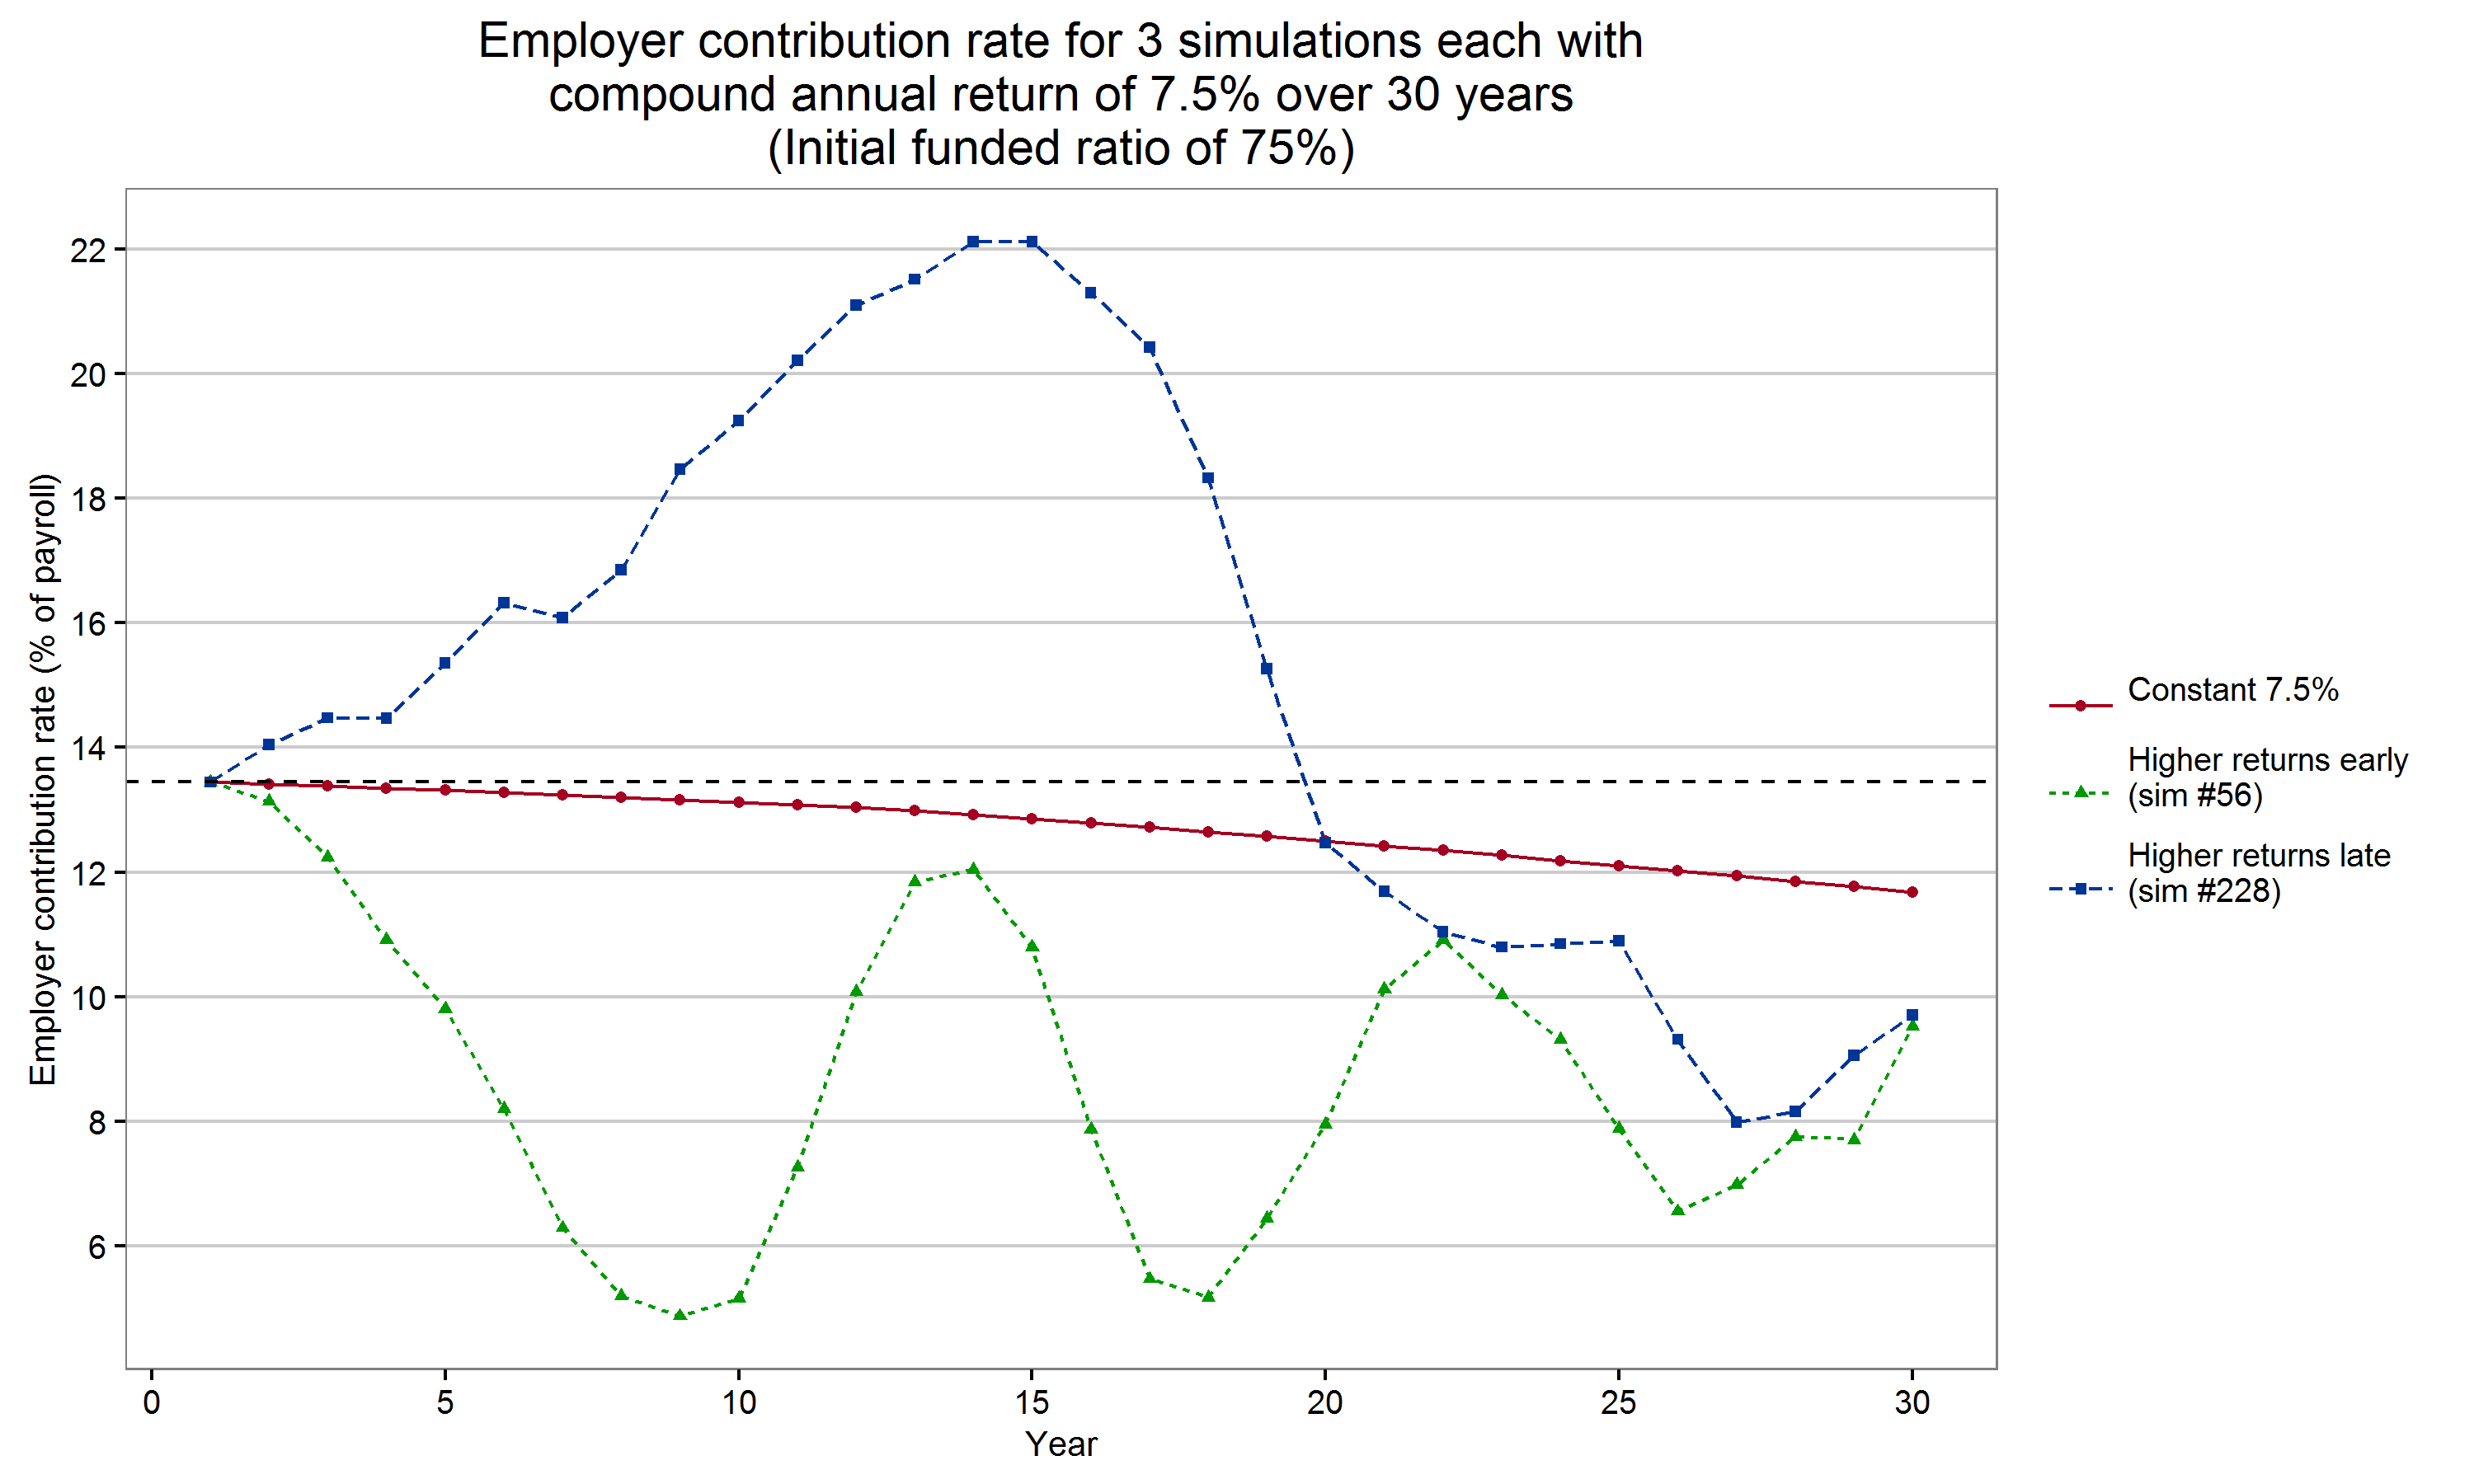 Employer contribution rate for 3 simulations each with
compound annual return of 7.5% over 30 years
(Initial funded ratio of 75%)
Employer contribution rate (% of payroll)
22
20
18
16
14
12
10
8
6
0 5 10 15 20 25 30
Year
Constant 7.5%
Higher returns early
(sim #56)
Higher returns late
(sim #228)